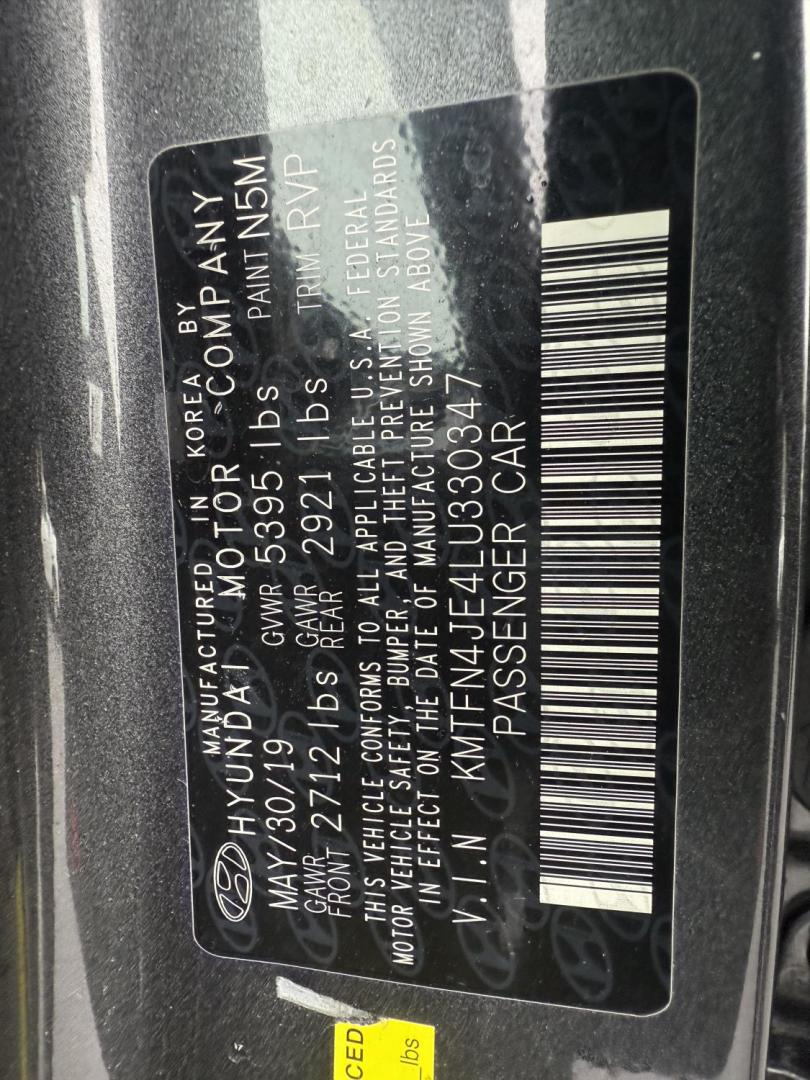 MANUFACTURED IN KOREA BY
HYUNDAI MOTOR COMPANY
MAY/30/19 GVWR 5395 lbs PAINT N5M
GAWR FRONT 2712 lbs GAWR REAR 2921 lbs TRIM RVP
THIS VEHICLE CONFORMS TO ALL APPLICABLE U.S.A. FEDERAL
MOTOR VEHICLE SAFETY, BUMPER, AND THEFT PREVENTION STANDARDS
IN EFFECT ON THE DATE OF MANUFACTURE SHOWN ABOVE
V.I.N KMTFN4JE4LU330347
PASSENGER CAR
CED
lbs